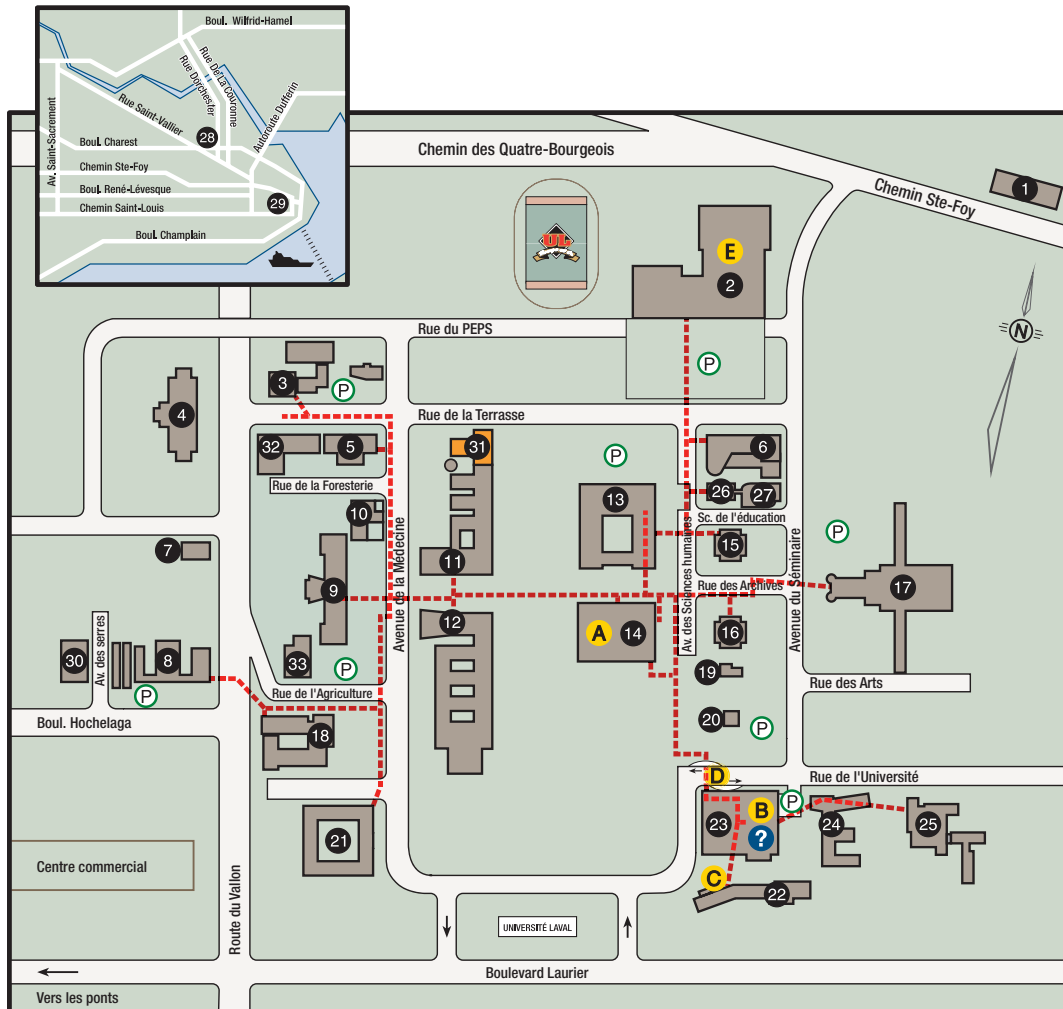 Boul. Wilfrid-Hamel
Rue De La Couronne
Rue Dorchester
Rue Saint-Vallier
Autoroute Dufferin
Av. Saint-Sacrement
28
Boul. Charest
Chemin Ste-Foy
Boul. René-Lévesque
29
Chemin Saint-Louis
Boul. Champlain
Chemin des Quatre-Bourgeois
Chemin Ste-Foy
1
UL
E
2
N
Rue du PEPS
P
3
P
4
Rue de la Terrasse
32
5
31
P
6
Rue de la Foresterie
26
27
10
13
Sc. de l'éducation
P
7
15
Avenue de la Médecine
Av. des Sciences humaines
Avenue du Séminaire
11
9
Rue des Archives
17
12
A
14
16
Av. des serres
30
8
33
P
19
P
Rue de l'Agriculture
Rue des Arts
Boul. Hochelaga
18
20
P
D
Rue de l'Université
P
B
23
?
24
25
21
Centre commercial
C
22
Route du Vallon
UNIVERSITÉ LAVAL
Boulevard Laurier
Vers les ponts